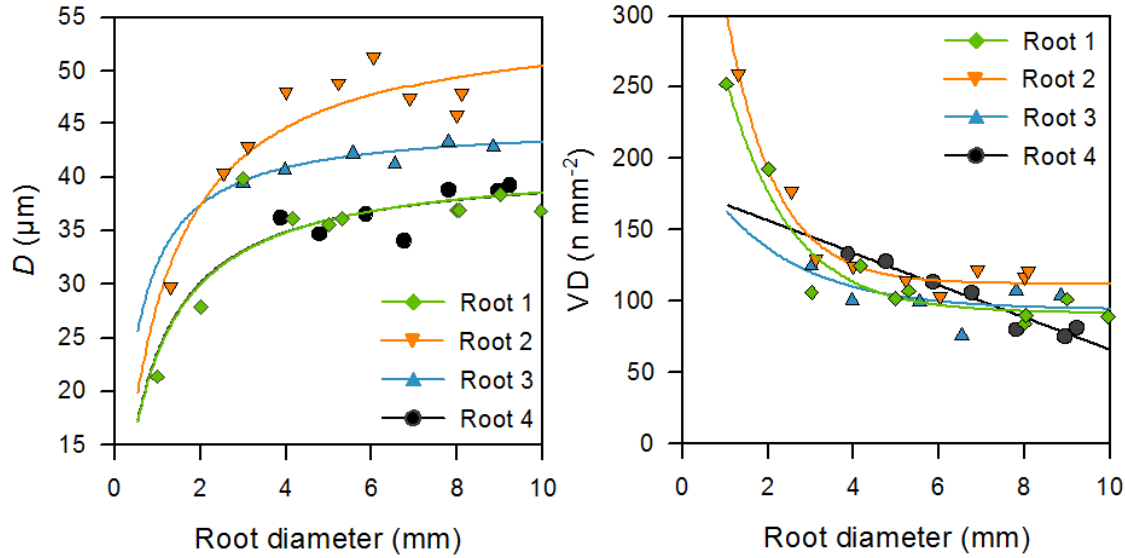 55
50
45
40
35
30
25
20
15
D (μm)
0 2 4 6 8 10
Root diameter (mm)
Root 1
Root 2
Root 3
Root 4
300
250
200
150
100
50
0
VD (n mm-2)
0 2 4 6 8 10
Root diameter (mm)
Root 1
Root 2
Root 3
Root 4